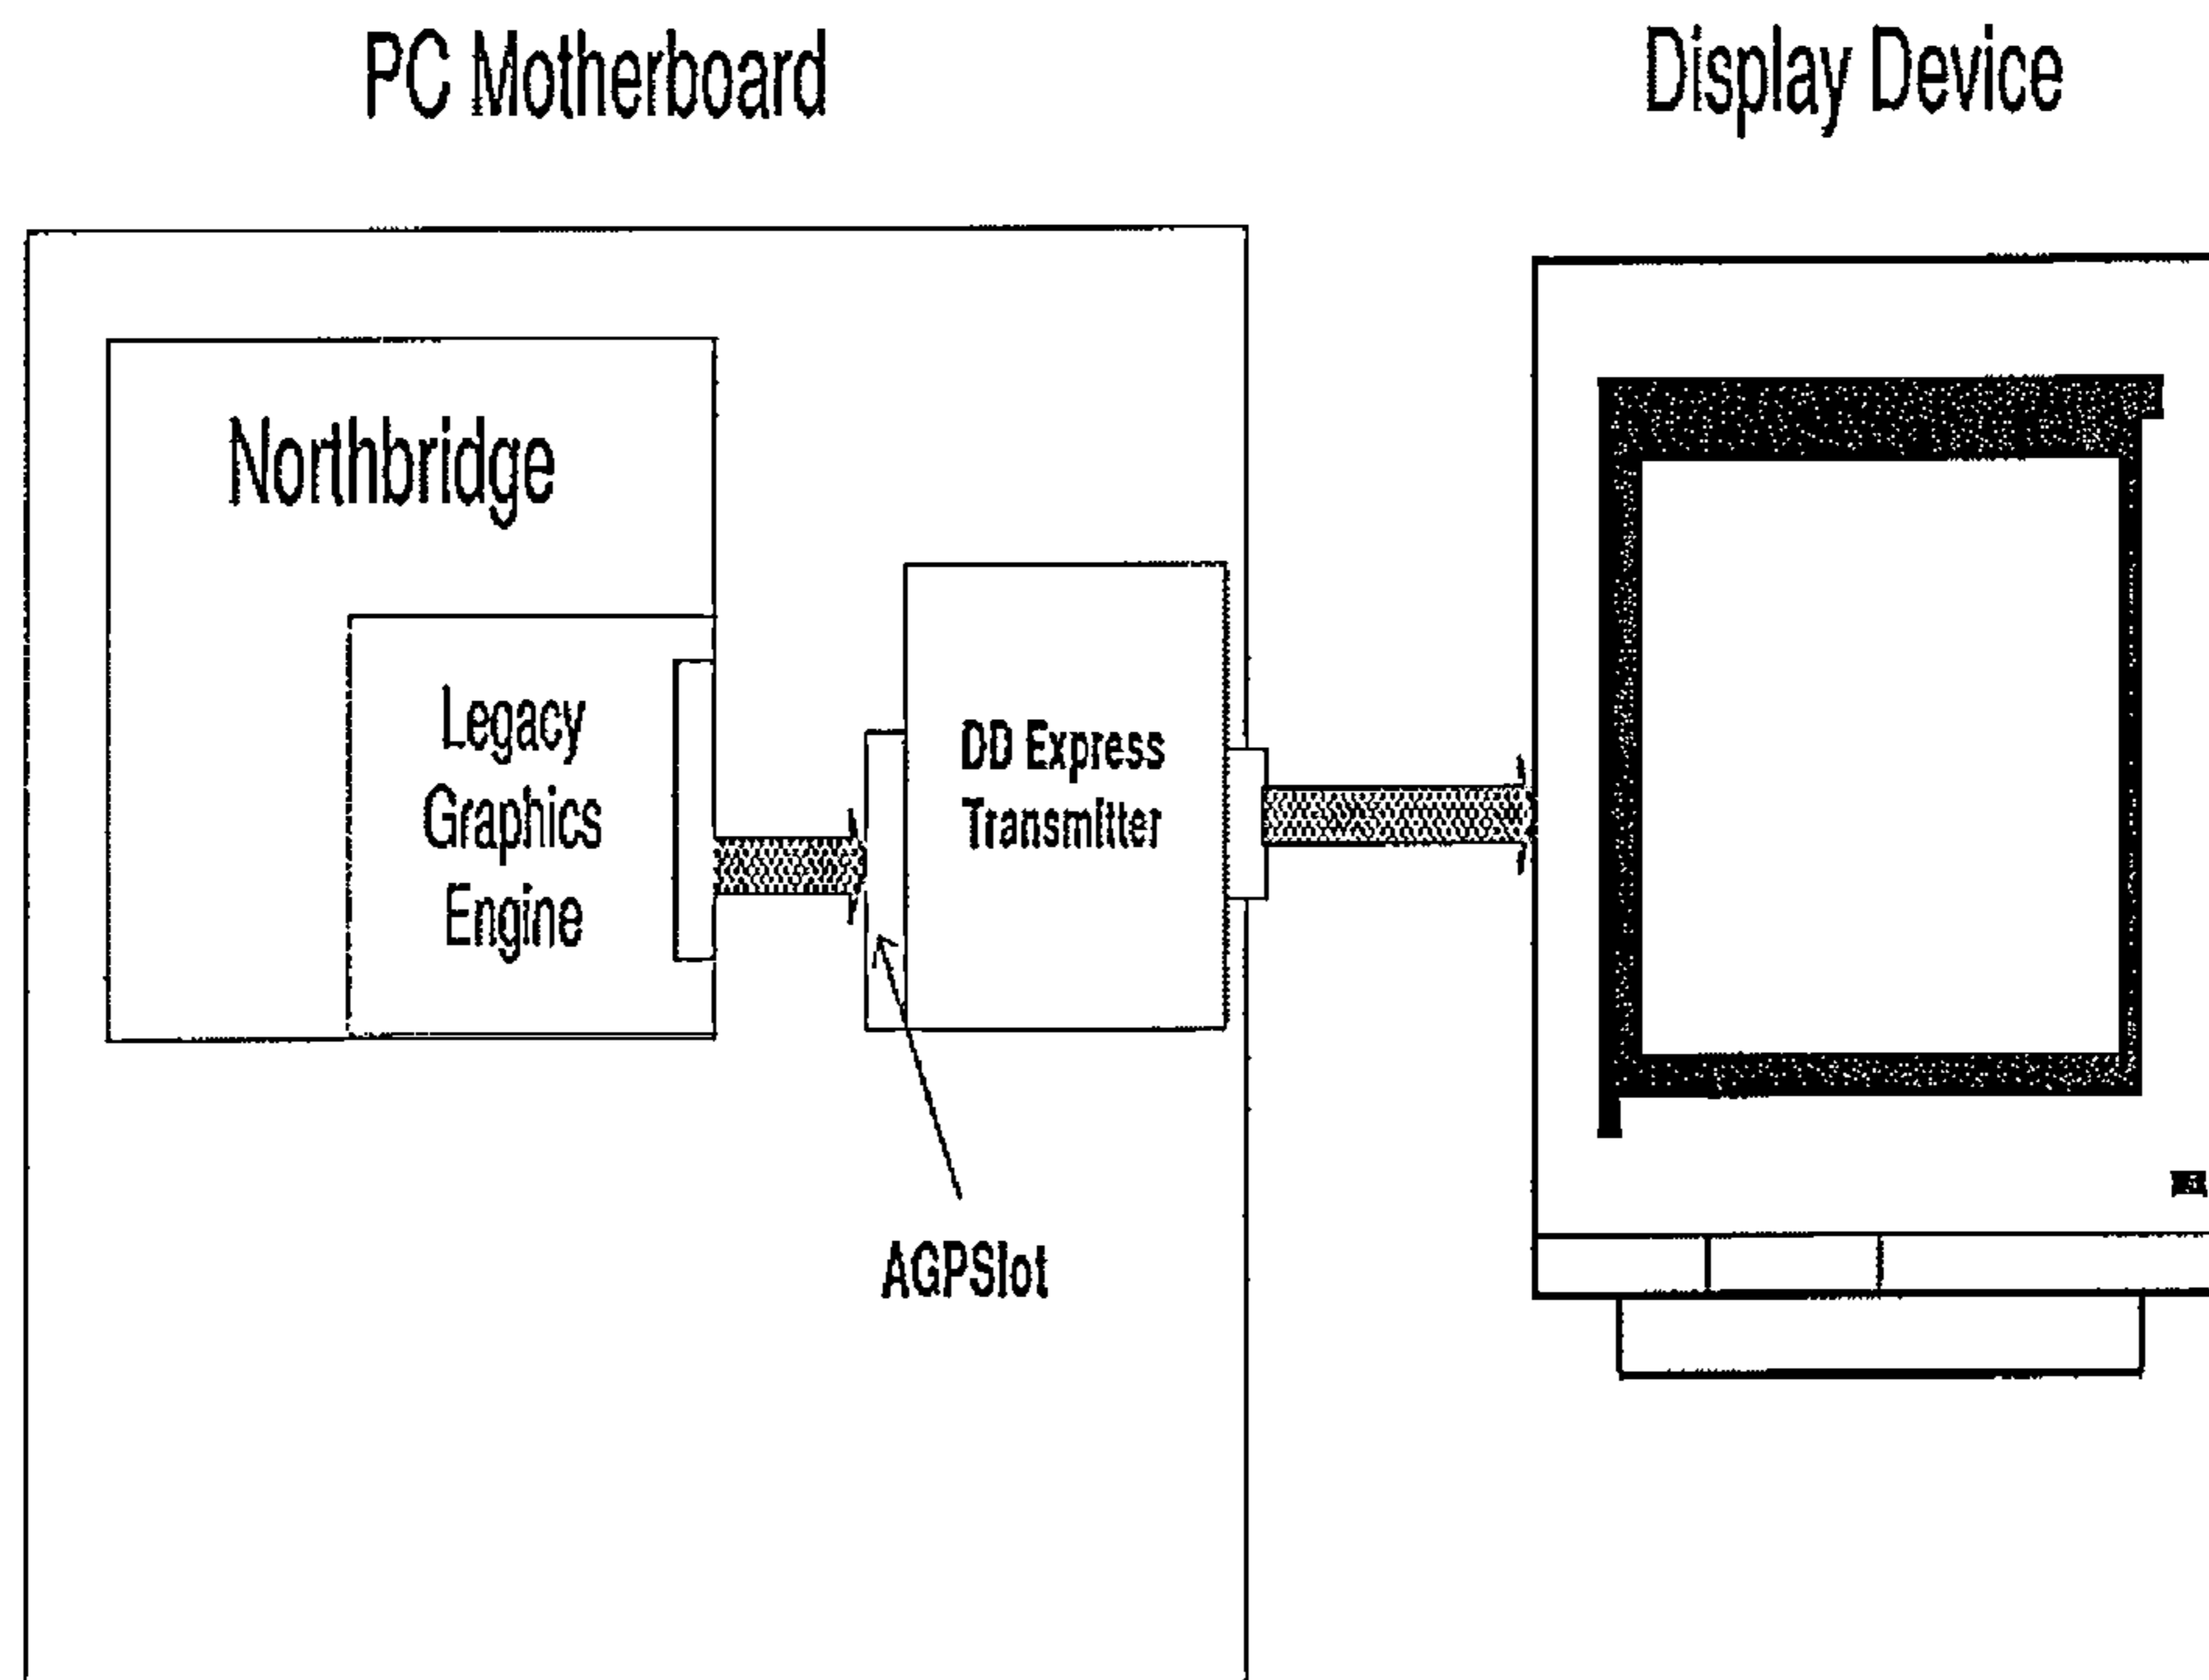 PC Motherboard
Display Device
Northbridge
Legacy
Graphics
Engine
DD Express
Transmitter
AGPSlot